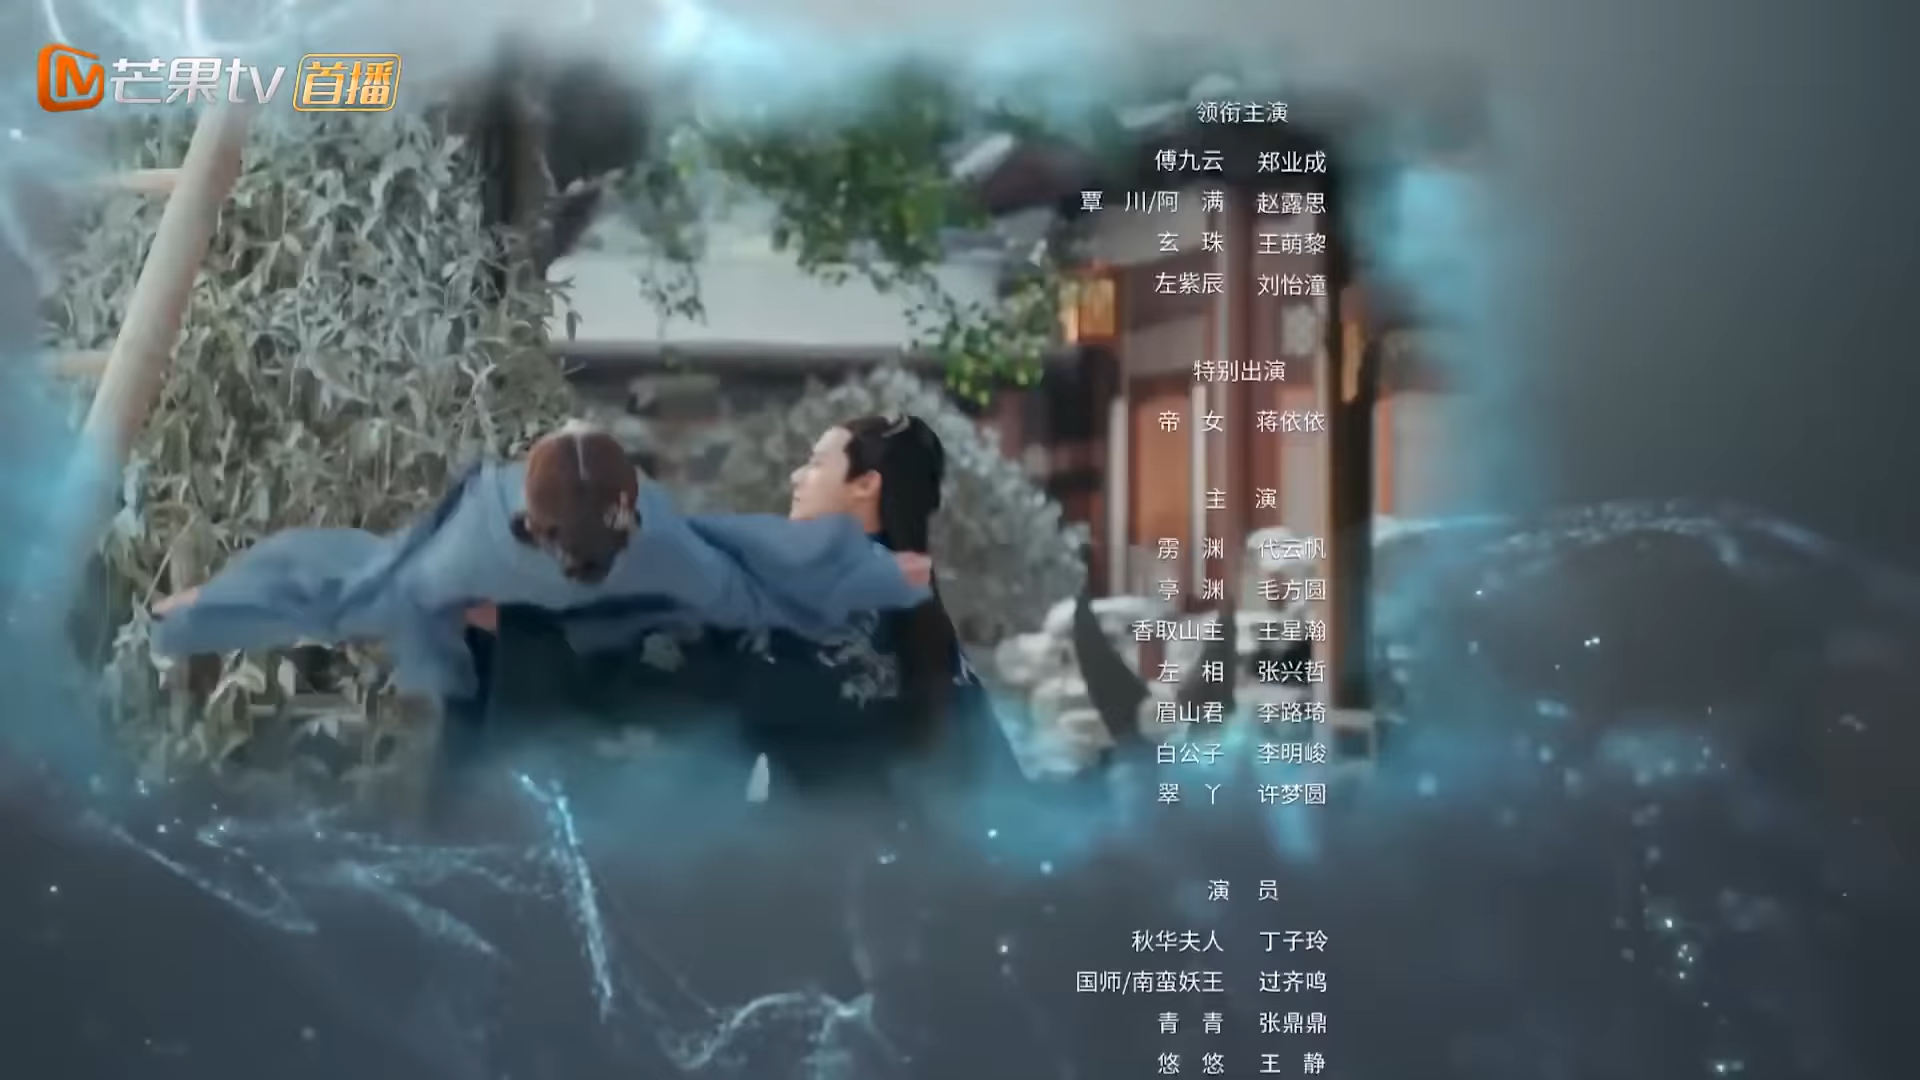 芒果tv 首播
领衔主演
傅九云 郑业成
覃 川/阿 满 赵露思
玄 珠 王萌黎
左紫辰 刘怡潼
特别出演
帝 女 蒋依依
主 演
雳 渊 代云帆
亭 渊 毛方圆
香取山主 王星瀚
左 相 张兴哲
眉山君 李路琦
白公子 李明峻
翠 丫 许梦圆
演 员
秋华夫人 丁子玲
国师/南蛮妖王 过齐鸣
青 青 张鼎鼎
悠 悠 王 静